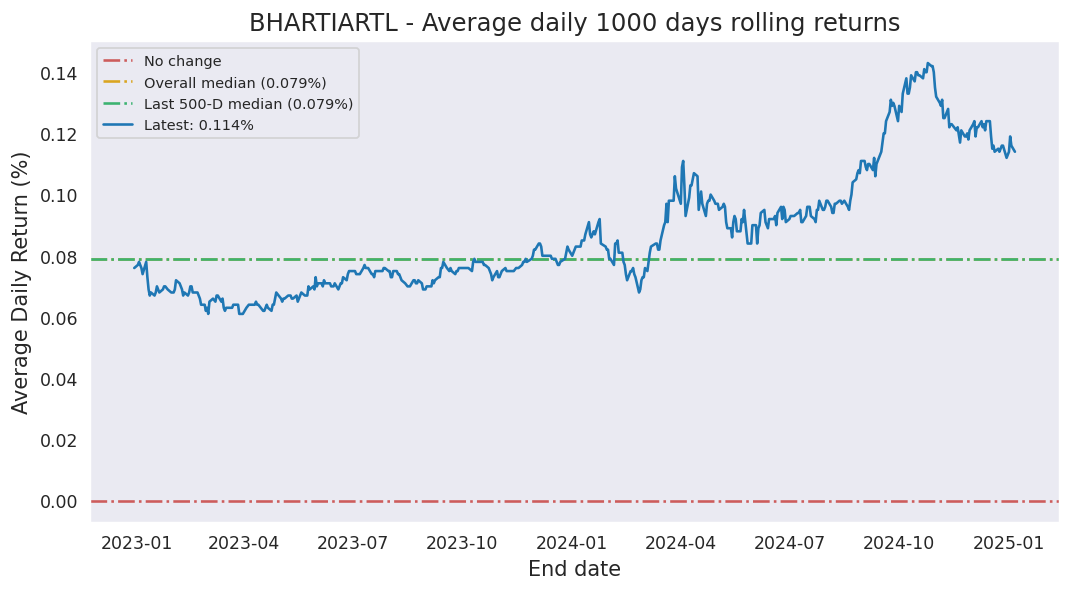 BHARTIARTL - Average daily 1000 days rolling returns
No change
Overall median (0.079%)
Last 500-D median (0.079%)
Latest: 0.114%
Average Daily Return (%)
0.14
0.12
0.10
0.08
0.06
0.04
0.02
0.00
2023-01 2023-04 2023-07 2023-10 2024-01 2024-04 2024-07 2024-10 2025-01
End date